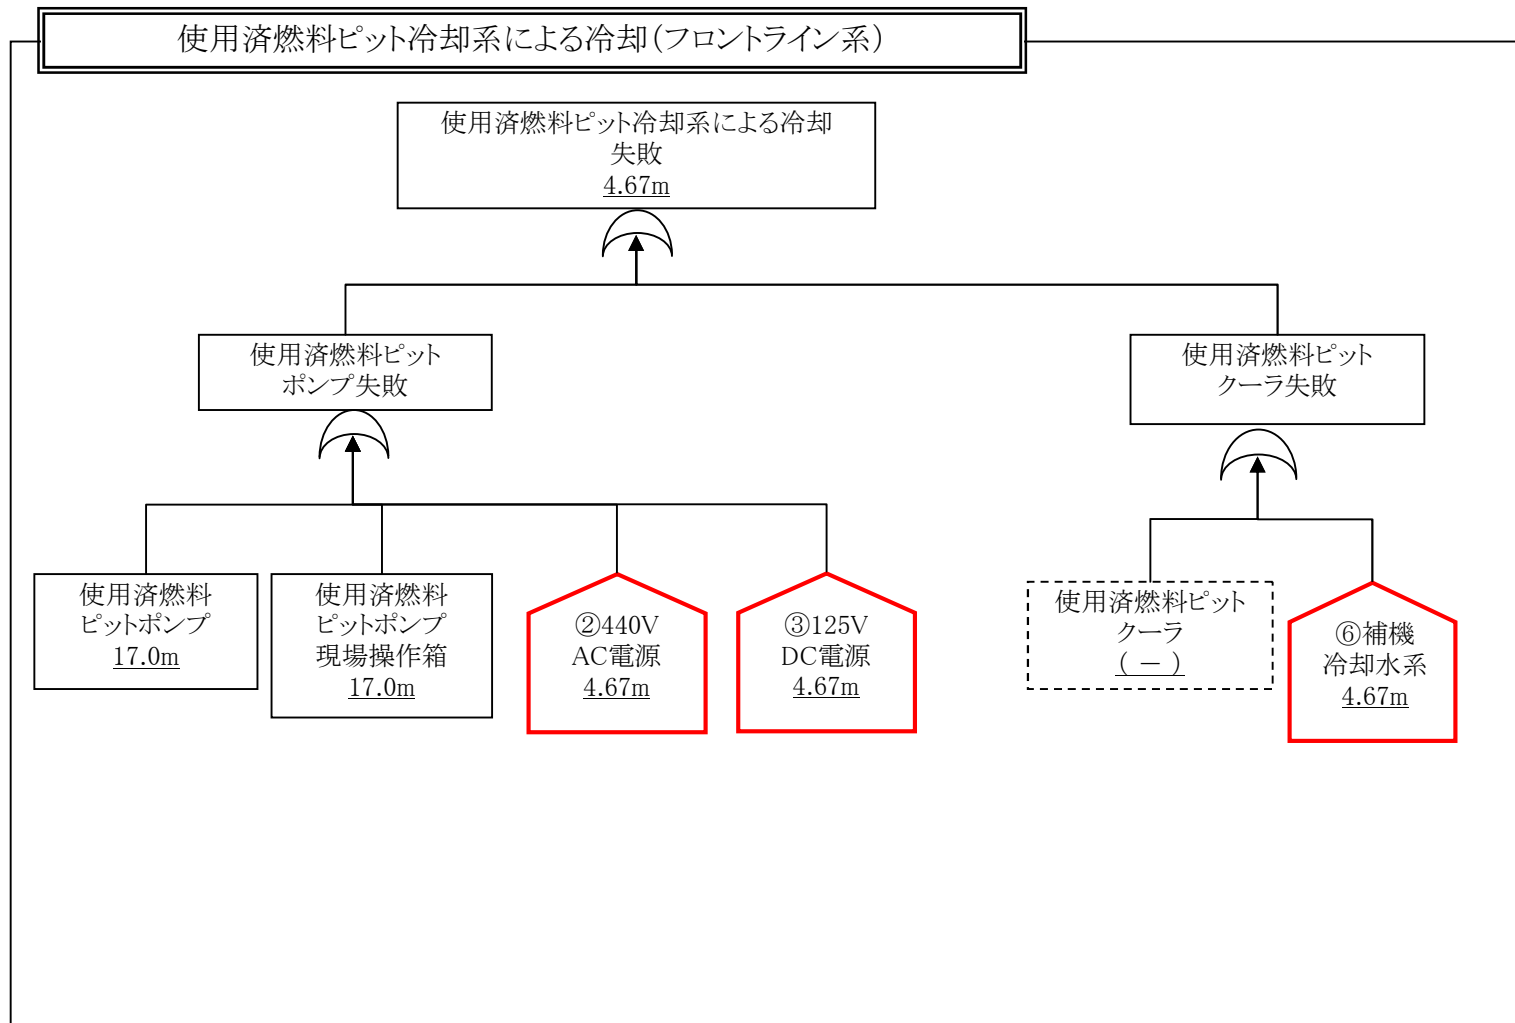 使用済燃料ピット冷却系による冷却(フロントライン系)
使用済燃料ピット冷却系による冷却
失敗
4.67m
使用済燃料ピット
ポンプ失敗
使用済燃料ピット
クーラ失敗
使用済燃料
ピットポンプ
17.0m
使用済燃料
ピットポンプ
現場操作箱
17.0m
②440V
AC電源
4.67m
③125V
DC電源
4.67m
使用済燃料ピット
クーラ
(－)
⑥補機
冷却水系
4.67m